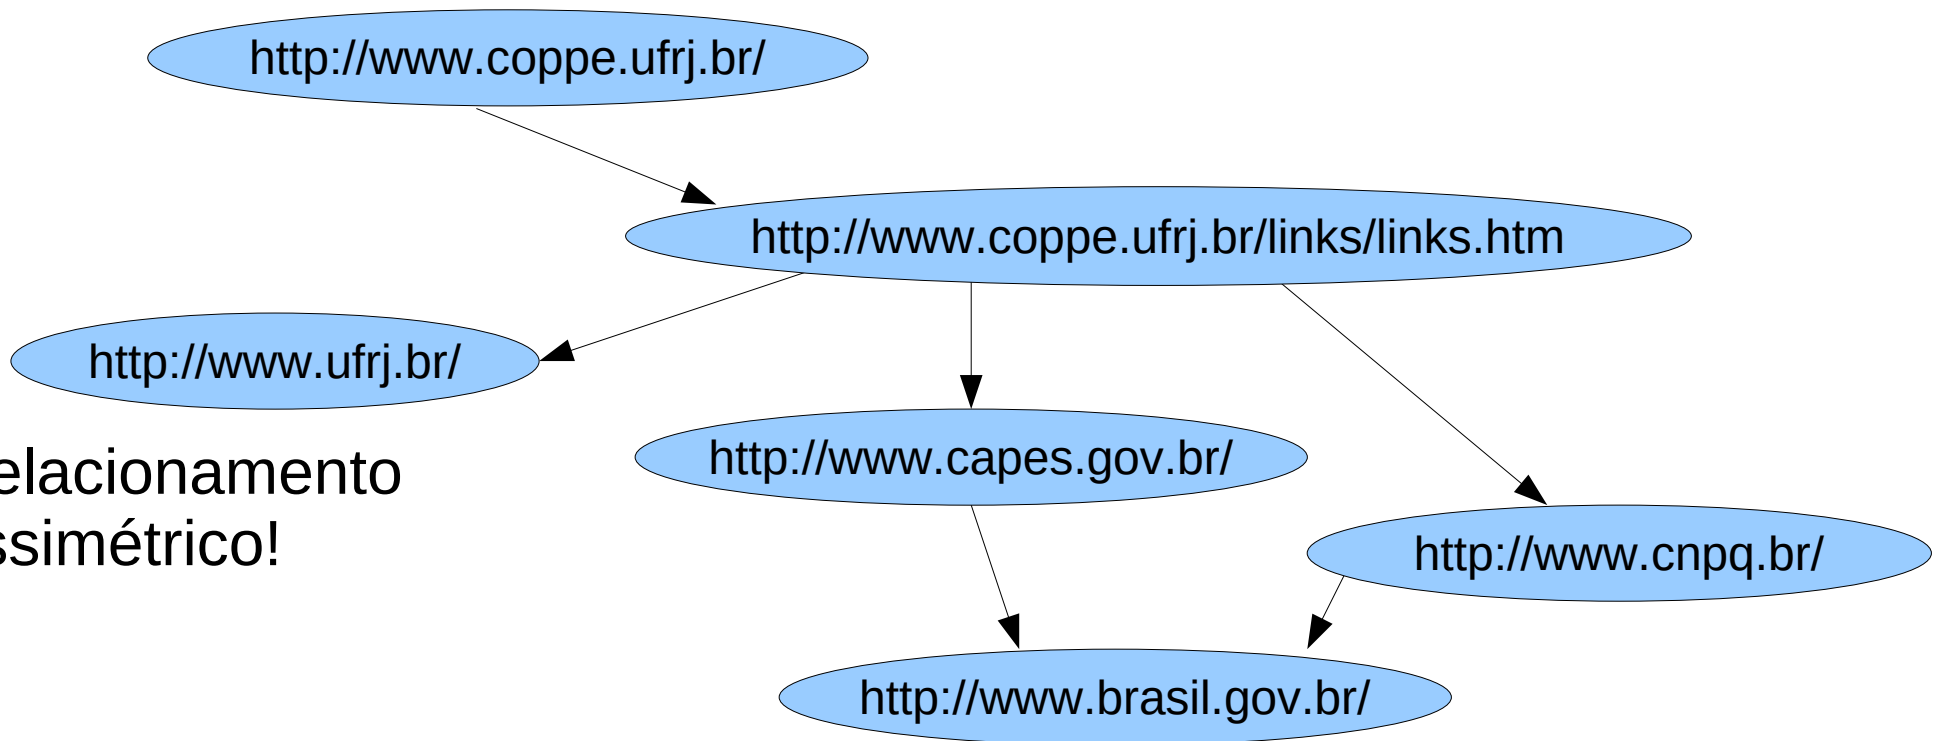 http://www.coppe.ufrj.br/
http://www.coppe.ufrj.br/links/links.htm
http://www.ufrj.br/
http://www.capes.gov.br/
elacionamento
ssimétrico!
http://www.cnpq.br/
http://www.brasil.gov.br/